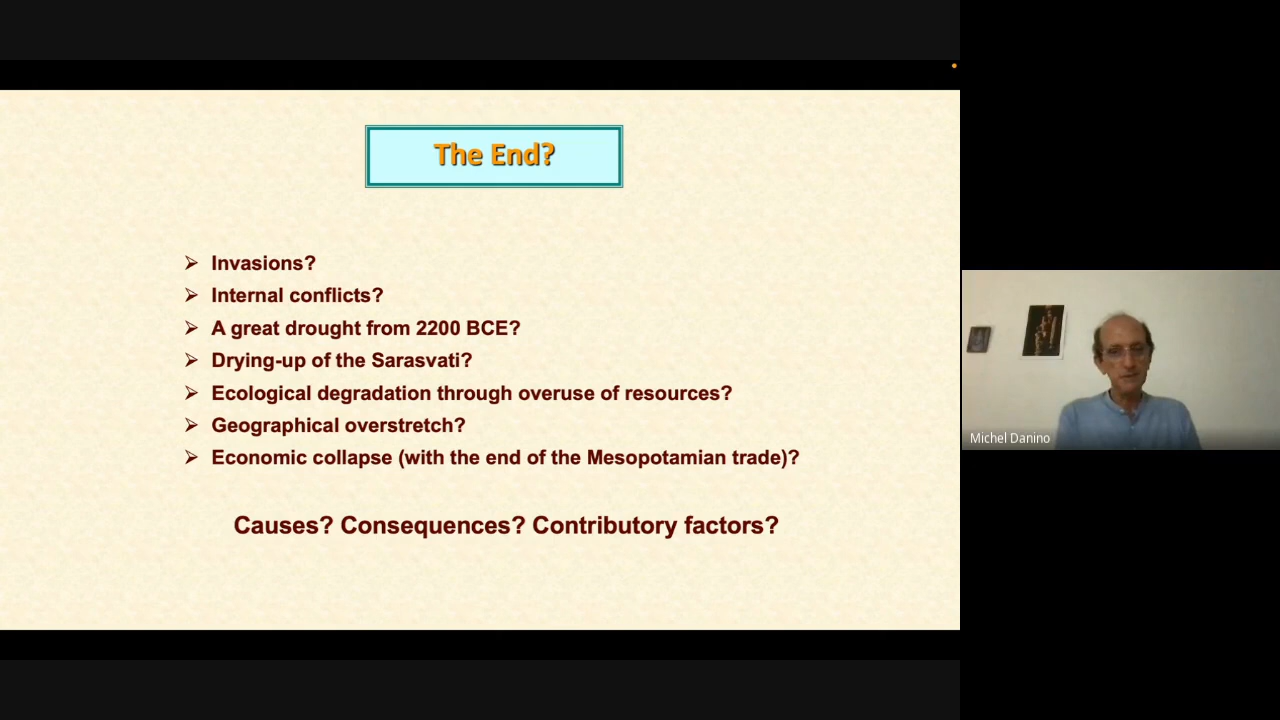 The End?
➢ Invasions?
➢ Internal conflicts?
➢ A great drought from 2200 BCE?
➢ Drying-up of the Sarasvati?
➢ Ecological degradation through overuse of resources?
➢ Geographical overstretch?
➢ Economic collapse (with the end of the Mesopotamian trade)?
Causes? Consequences? Contributory factors?
Michel Danino